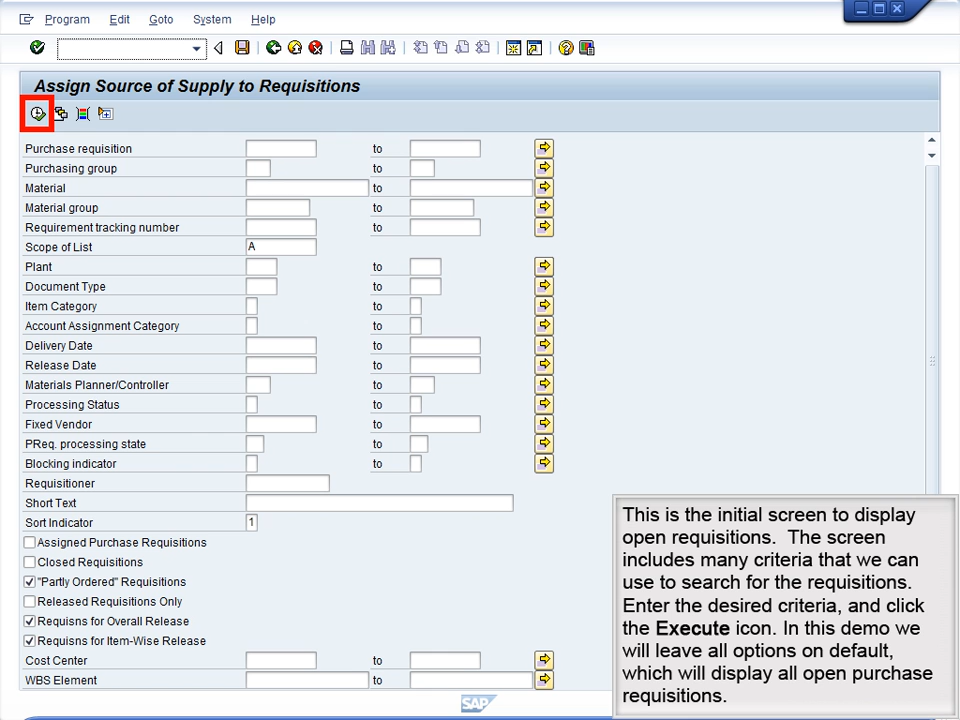 Program Edit Goto System Help
Assign Source of Supply to Requisitions
Purchase requisition to
Purchasing group to
Material to
Material group to
Requirement tracking number to
Scope of List A
Plant to
Document Type to
Item Category to
Account Assignment Category to
Delivery Date to
Release Date to
Materials Planner/Controller to
Processing Status to
Fixed Vendor to
PReq. processing state to
Blocking indicator to
Requisitioner
Short Text
Sort Indicator 1
Assigned Purchase Requisitions
Closed Requisitions
"Partly Ordered" Requisitions
Released Requisitions Only
Requisns for Overall Release
Requisns for Item-Wise Release
Cost Center to
WBS Element to
This is the initial screen to display
open requisitions. The screen
includes many criteria that we can
use to search for the requisitions.
Enter the desired criteria, and click
the Execute icon. In this demo we
will leave all options on default,
which will display all open purchase
requisitions.
SAP